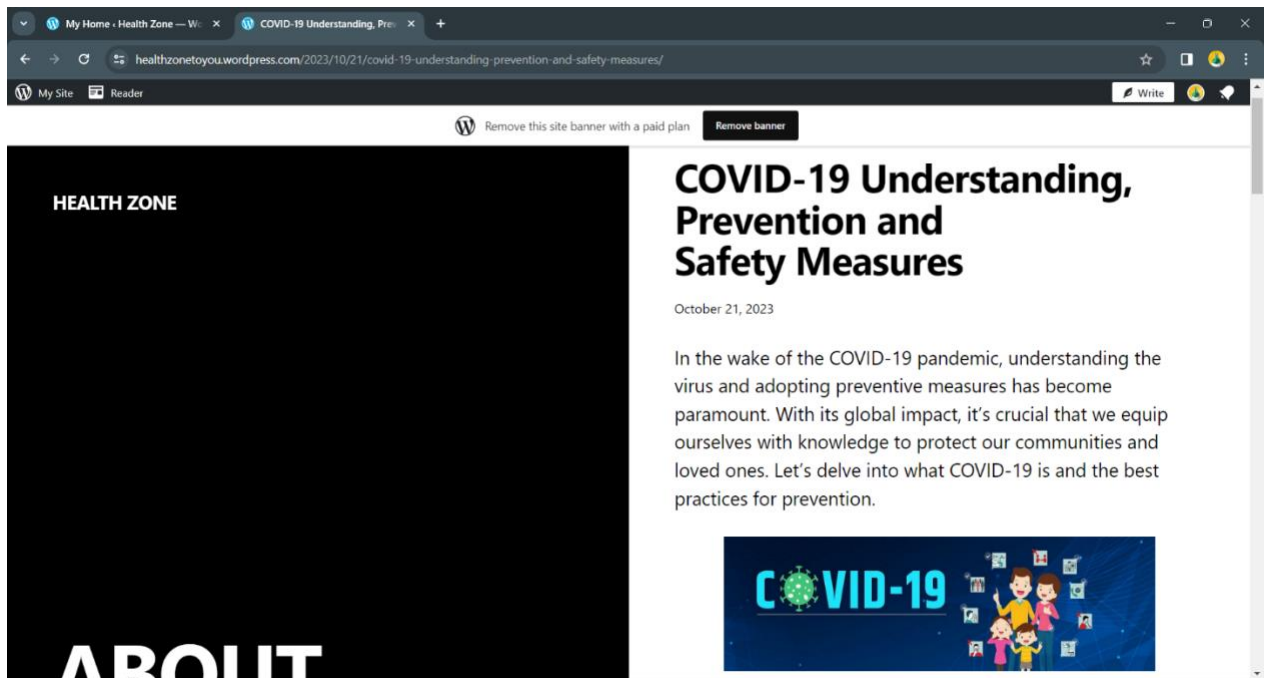 My Home ‹ Health Zone — W
COVID-19 Understanding, Prev
healthzonetoyou.wordpress.com/2023/10/21/covid-19-understanding-prevention-and-safety-measures/
My Site Reader Write
Remove this site banner with a paid plan Remove banner
HEALTH ZONE
ABOUT
COVID-19 Understanding,
Prevention and
Safety Measures
October 21, 2023
In the wake of the COVID-19 pandemic, understanding the
virus and adopting preventive measures has become
paramount. With its global impact, it’s crucial that we equip
ourselves with knowledge to protect our communities and
loved ones. Let’s delve into what COVID-19 is and the best
practices for prevention.
COVID-19